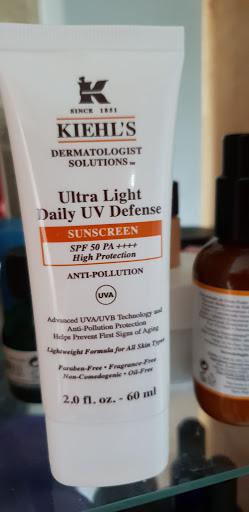 K
SINCE 1851
KIEHL'S
DERMATOLOGIST
SOLUTIONS™
Ultra Light
Daily UV Defense
SUNSCREEN
SPF 50 PA ++++
High Protection
ANTI-POLLUTION
UVA
Advanced UVA/UVB Technology and
Anti-Pollution Protection
Helps Prevent First Signs of Aging
Lightweight Formula for All Skin Types
Paraben-Free • Fragrance-Free
Non-Comedogenic • Oil-Free
2.0 fl. oz. - 60 ml